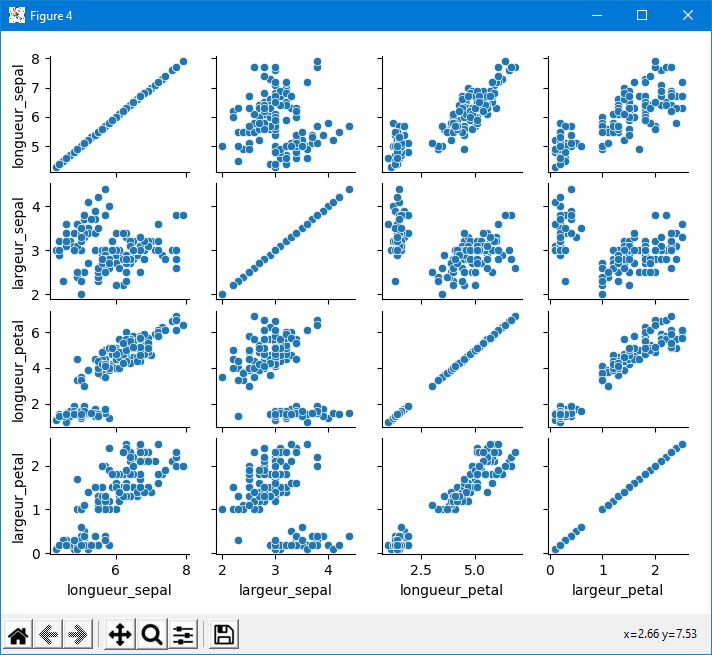 Figure 4
8
7
6
5
longueur_sepal
4
3
2
largeur_sepal
6
4
2
longueur_petal
2
1
0
largeur_petal
6 8 2 3 4 2.5 5.0 0 1 2
longueur_sepal largeur_sepal longueur_petal largeur_petal
x=2.66 y=7.53